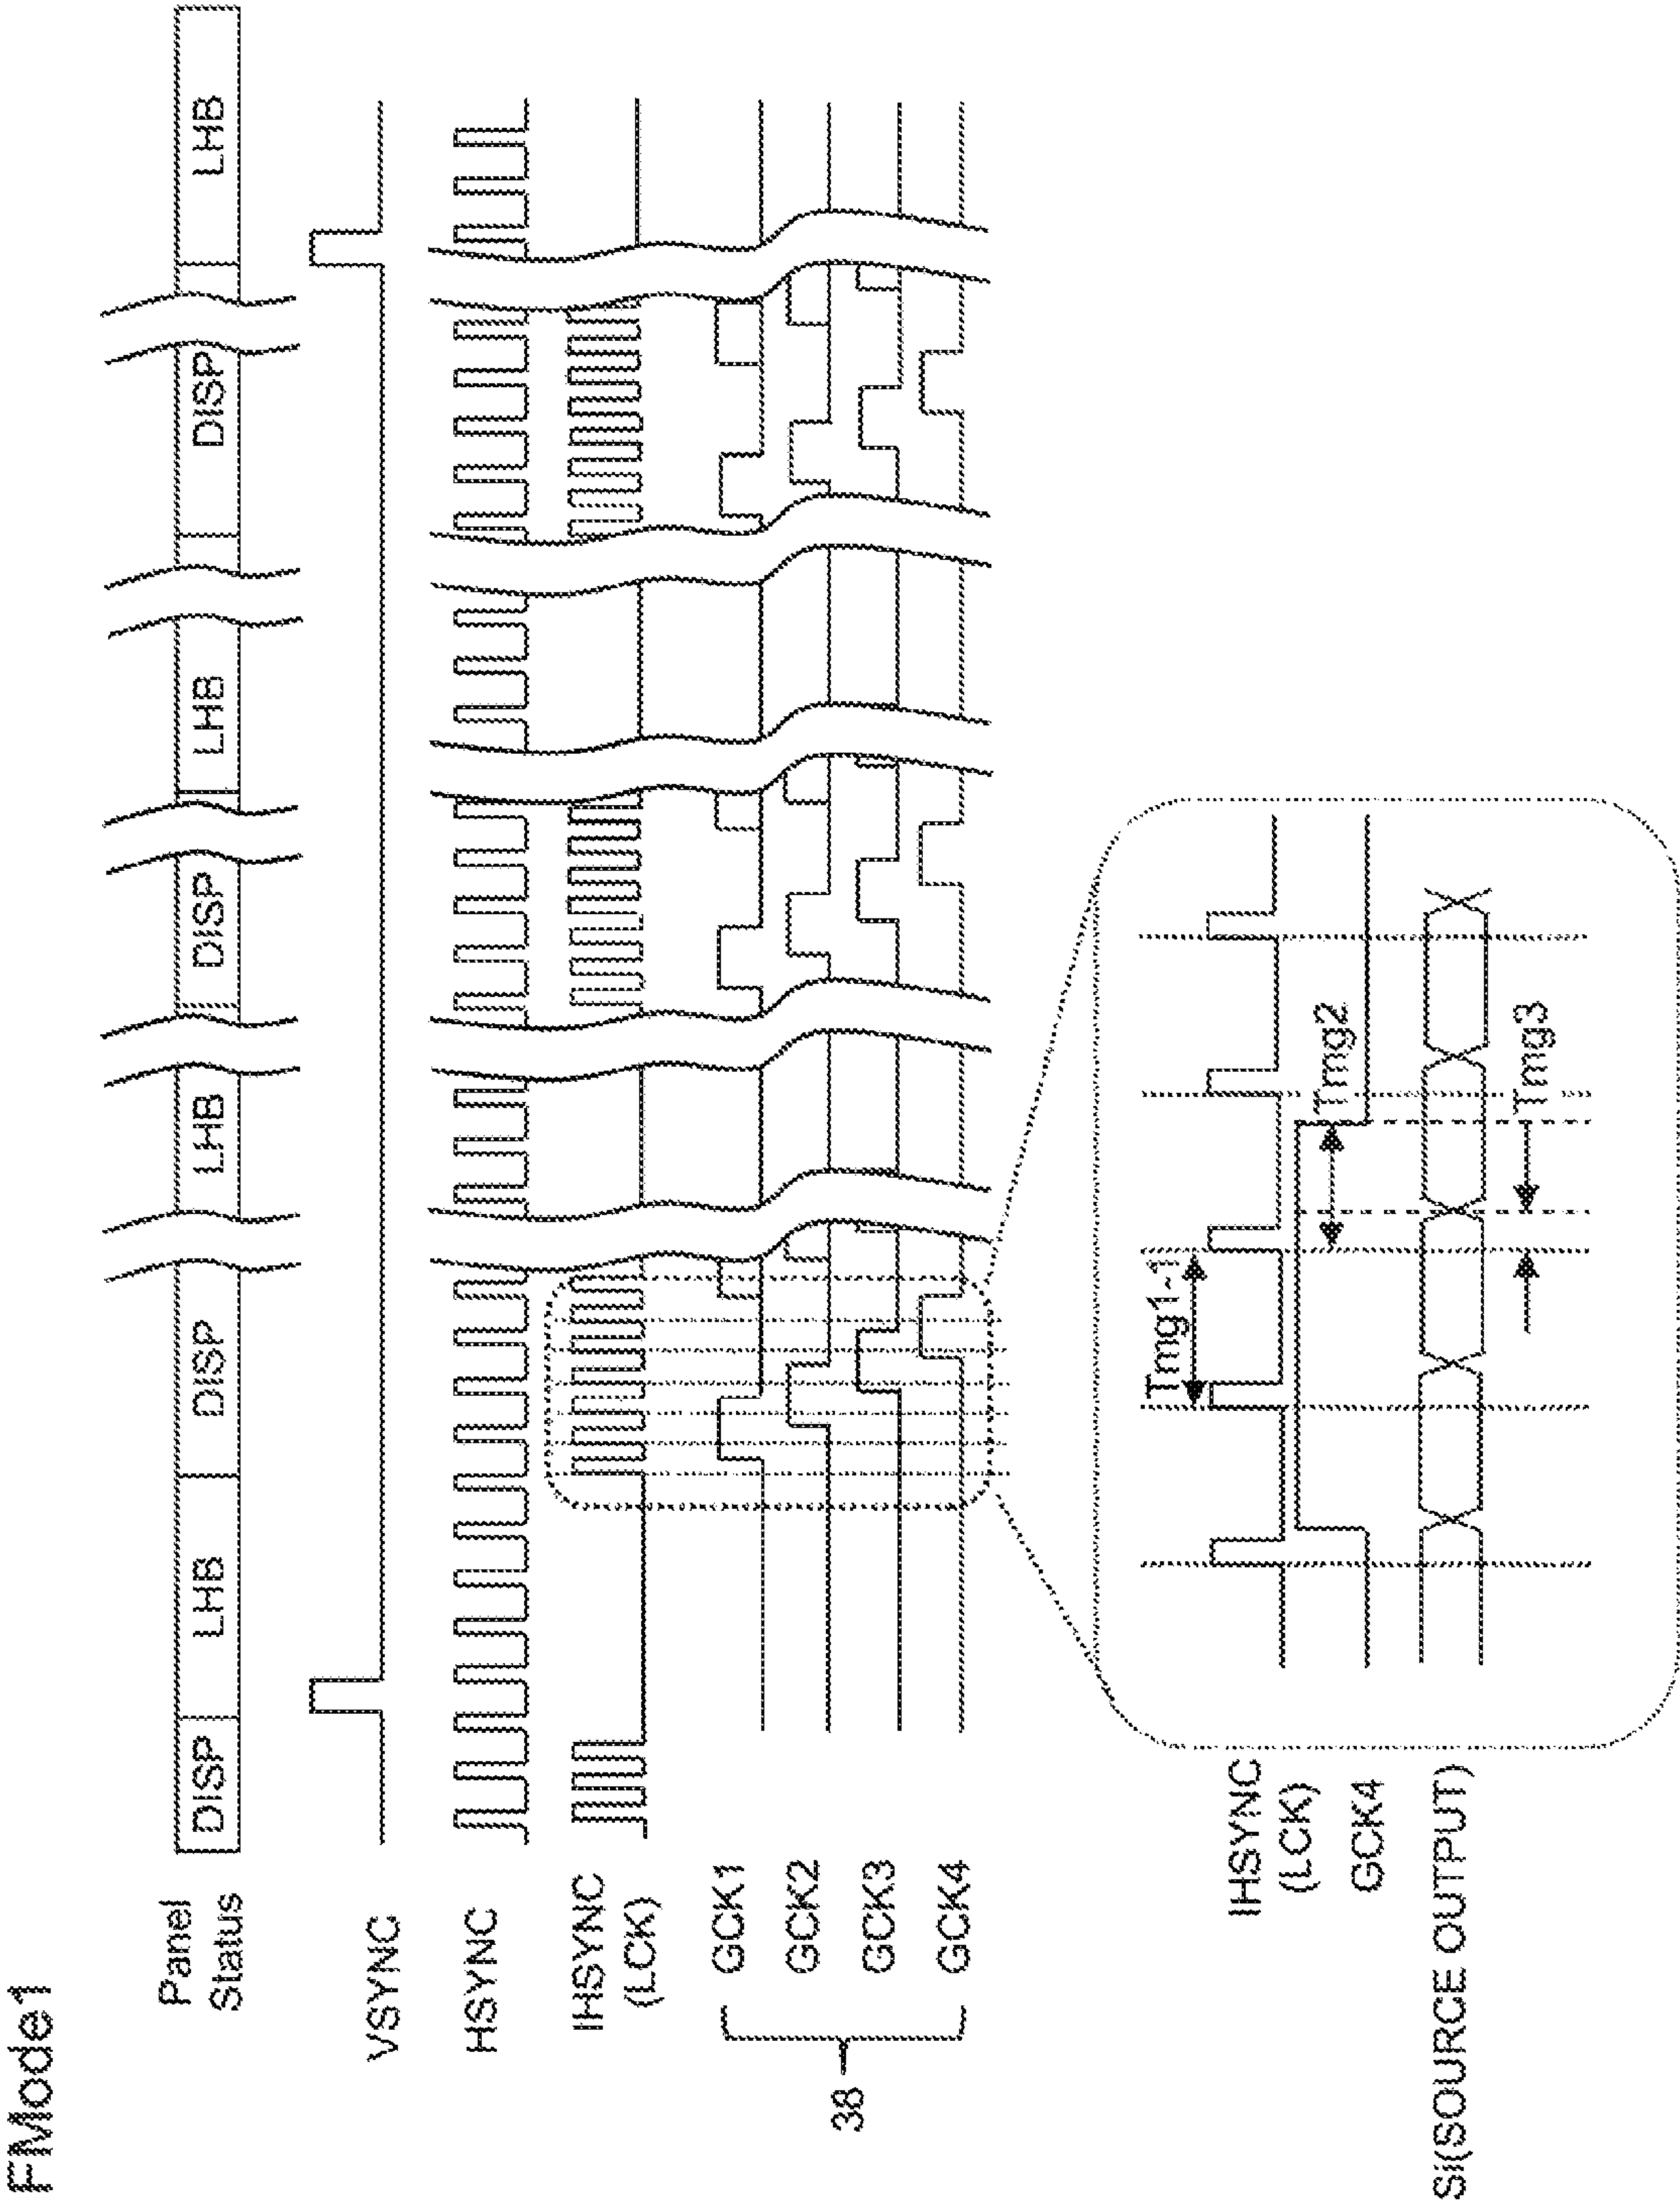 FMode1
Panel
Status
DISP LHB DISP LHB DISP LHB DISP LHB
VSYNC
HSYNC
IHSYNC
(LCK)
GCK1
GCK2
GCK3
GCK4
38
Tmg1-1
IHSYNC
(LCK)
Tmg2
GCK4
Si(SOURCE OUTPUT)
Tmg3